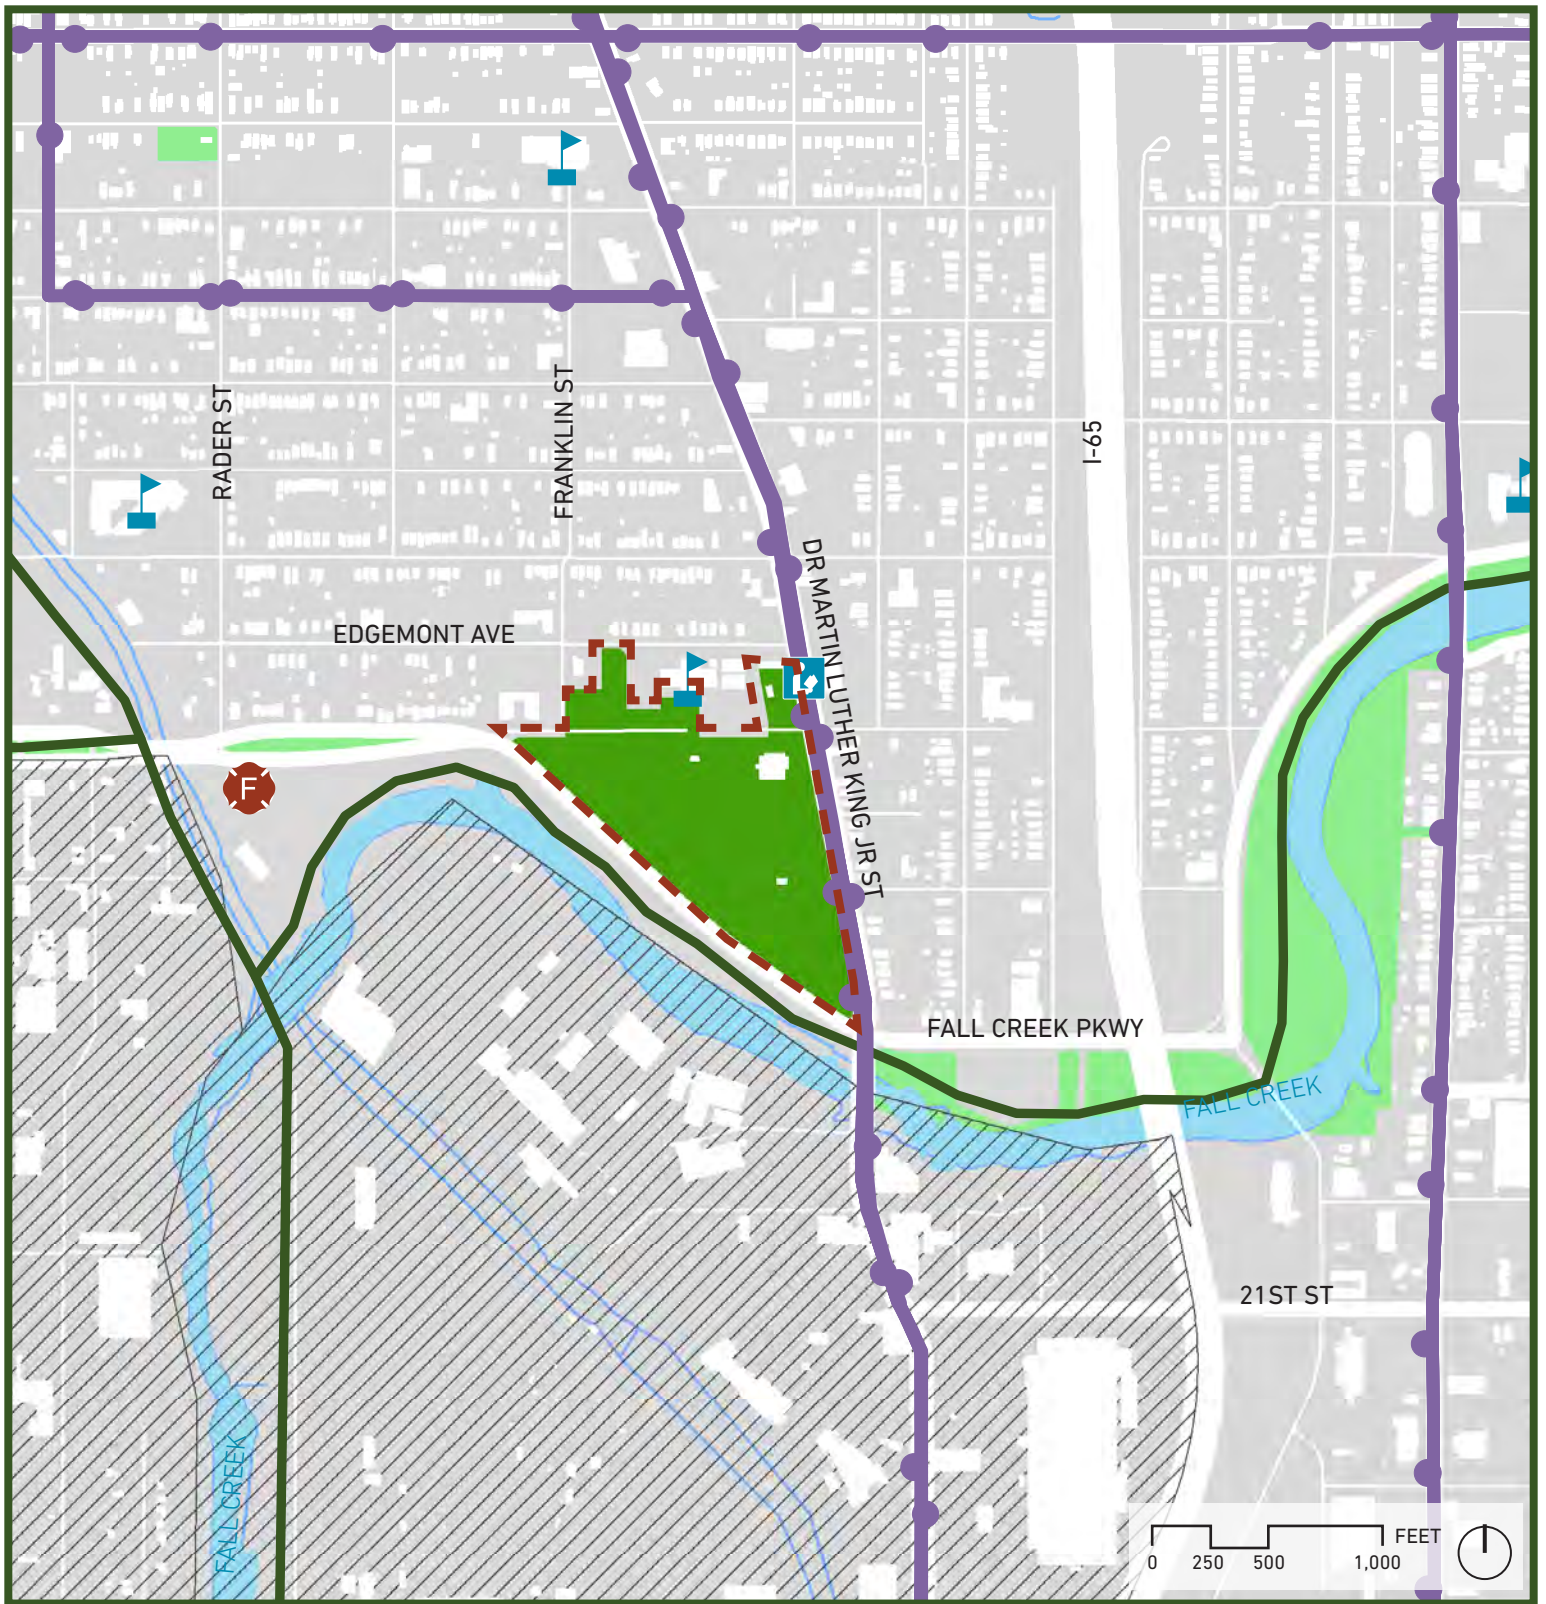 RADER ST
FRANKLIN ST
I-65
DR MARTIN LUTHER KING JR ST
EDGEMONT AVE
F
FALL CREEK PKWY
FALL CREEK
21ST ST
FALL CREEK
FEET
0 250 500 1,000